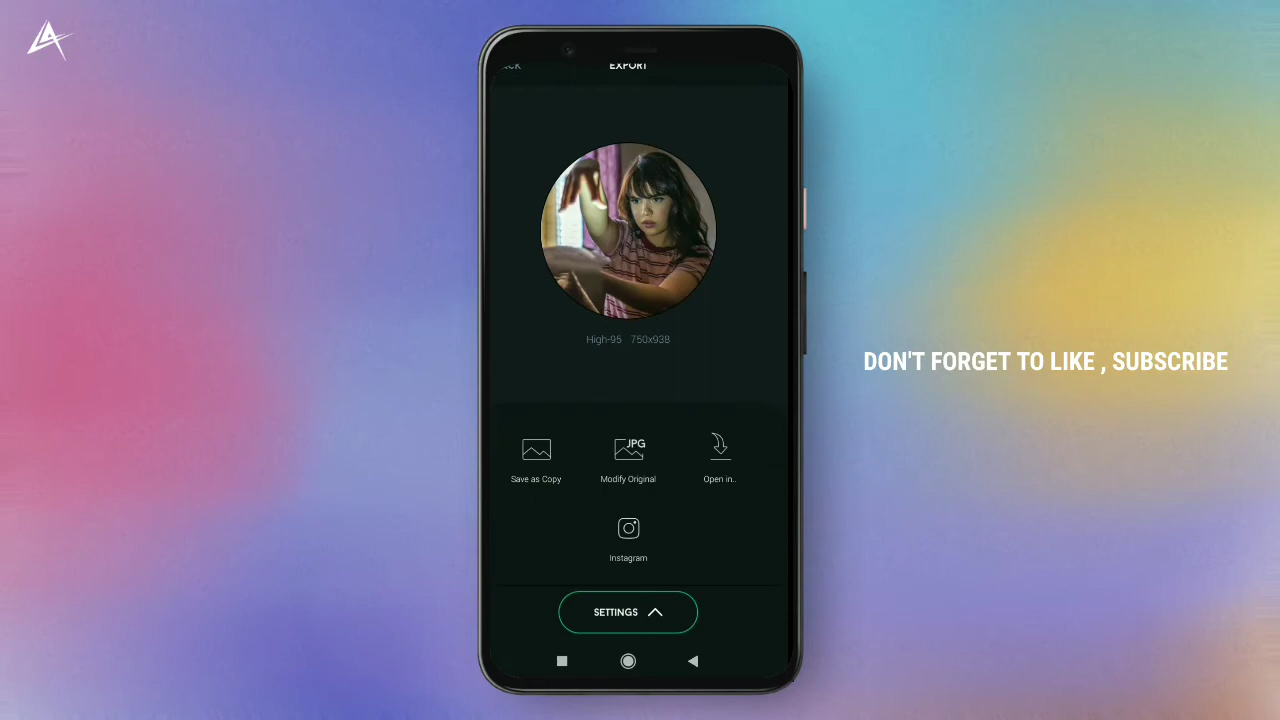 EXPORT
DON'T FORGET TO LIKE , SUBSCRIBE
High-95 750x938
JPG
Save as Copy Modify Original Open in..
Instagram
SETTINGS